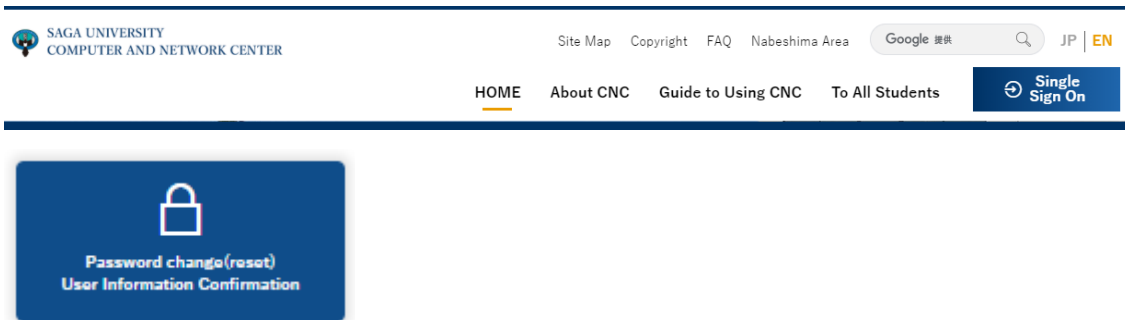 SAGA UNIVERSITY
COMPUTER AND NETWORK CENTER
Site Map Copyright FAQ Nabeshima Area Google 提供 JP EN
HOME About CNC Guide to Using CNC To All Students Single
Sign On
Password change(reset)
User Information Confirmation